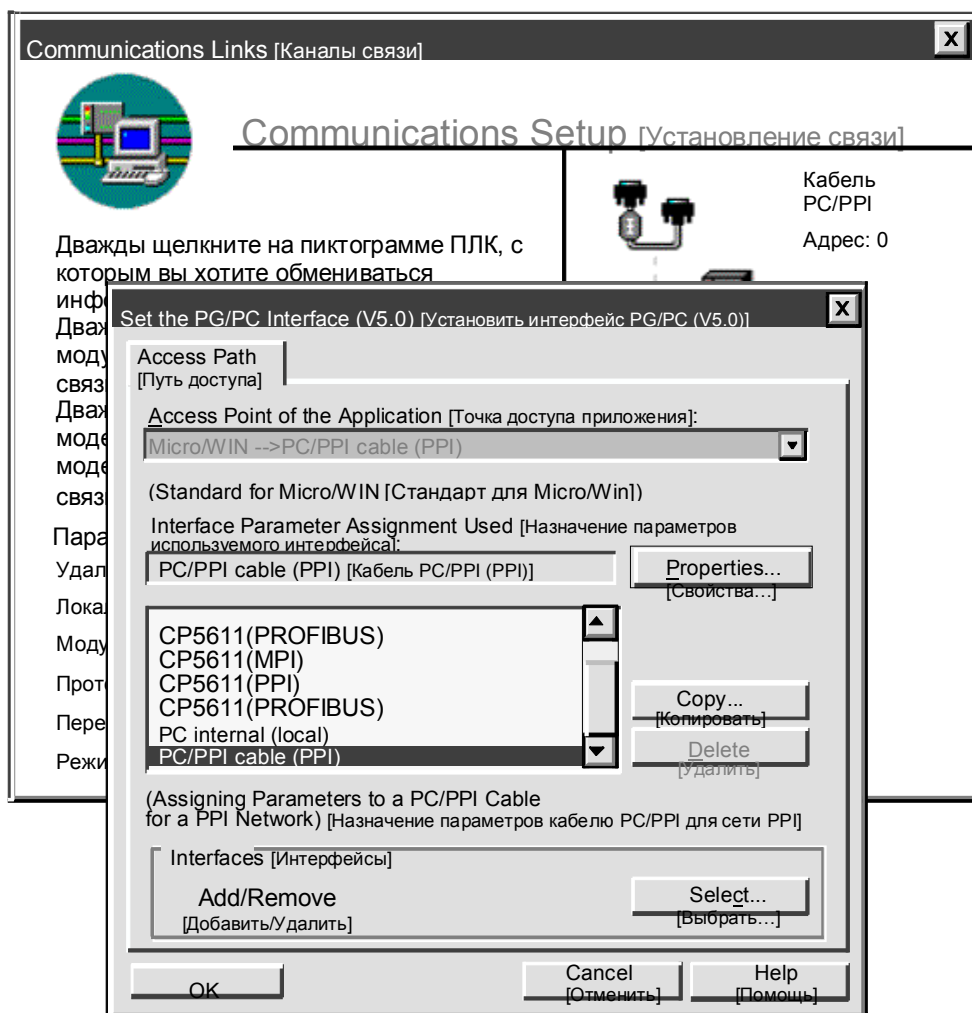 Communications Links [Каналы связи]
Communications Setup [Установление связи]
Кабель
PC/PPI
Адрес: 0
Дважды щелкните на пиктограмме ПЛК, с
которым вы хотите обмениваться
Set the PG/PC Interface (V5.0) [Установить интерфейс PG/PC (V5.0)]
Access Path
[Путь доступа]
Access Point of the Application [Точка доступа приложения]:
Micro/WIN -->PC/PPI cable (PPI)
(Standard for Micro/WIN [Стандарт для Micro/Win])
Interface Parameter Assignment Used [Назначение параметров
используемого интерфейса]:
PC/PPI cable (PPI) [Кабель PC/PPI (PPI)]
Properties...
[Свойства...]
CP5611(PROFIBUS)
CP5611(MPI)
CP5611(PPI)
CP5611(PROFIBUS)
PC internal (local)
PC/PPI cable (PPI)
Copy...
[Копировать]
Delete
[Удалить]
(Assigning Parameters to a PC/PPI Cable
for a PPI Network) [Назначение параметров кабелю PC/PPI для сети PPI]
Interfaces [Интерфейсы]
Add/Remove
[Добавить/Удалить]
Select...
[Выбрать...]
OK
Cancel
[Отменить]
Help
[Помощь]